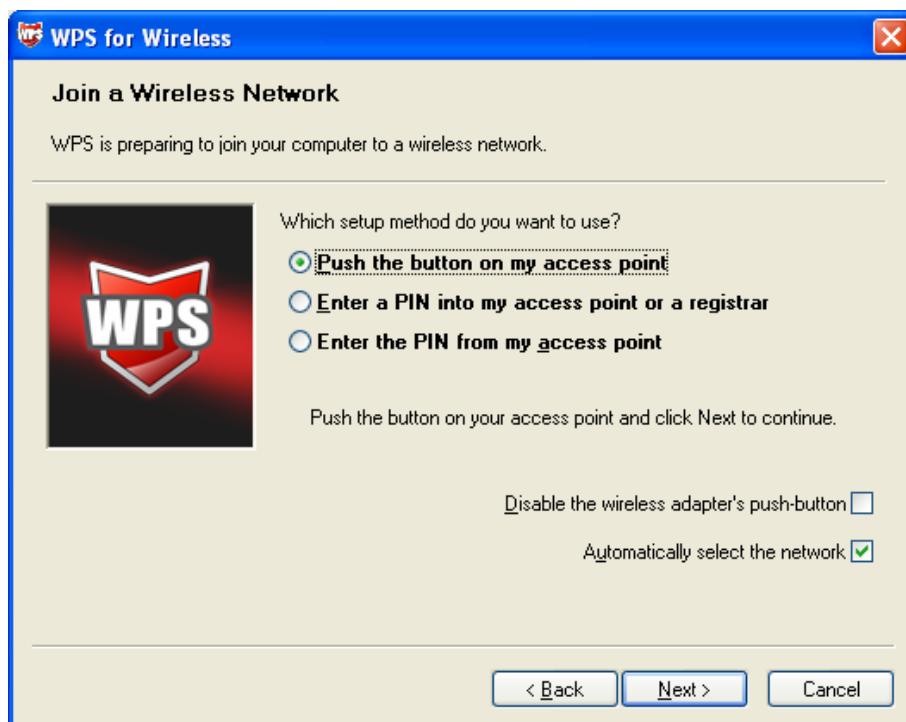 WPS for Wireless
Join a Wireless Network
WPS is preparing to join your computer to a wireless network.
WPS
Which setup method do you want to use?
Push the button on my access point
Enter a PIN into my access point or a registrar
Enter the PIN from my access point
Push the button on your access point and click Next to continue.
Disable the wireless adapter's push-button
Automatically select the network
< Back
Next >
Cancel